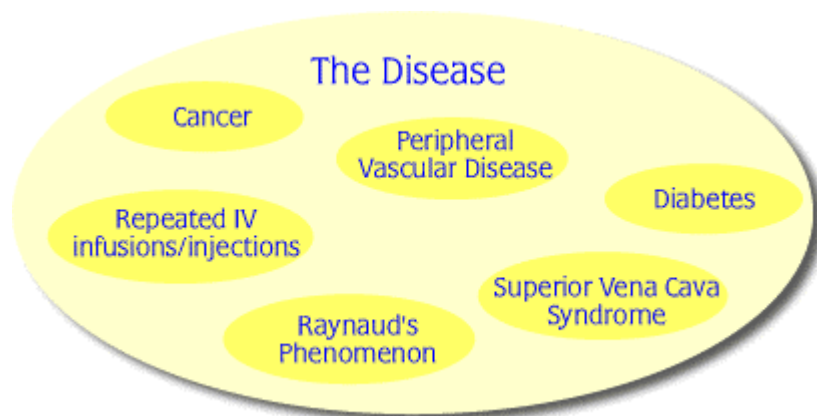 The Disease
Cancer
Peripheral
Vascular Disease
Diabetes
Repeated IV
infusions/injections
Superior Vena Cava
Syndrome
Raynaud's
Phenomenon